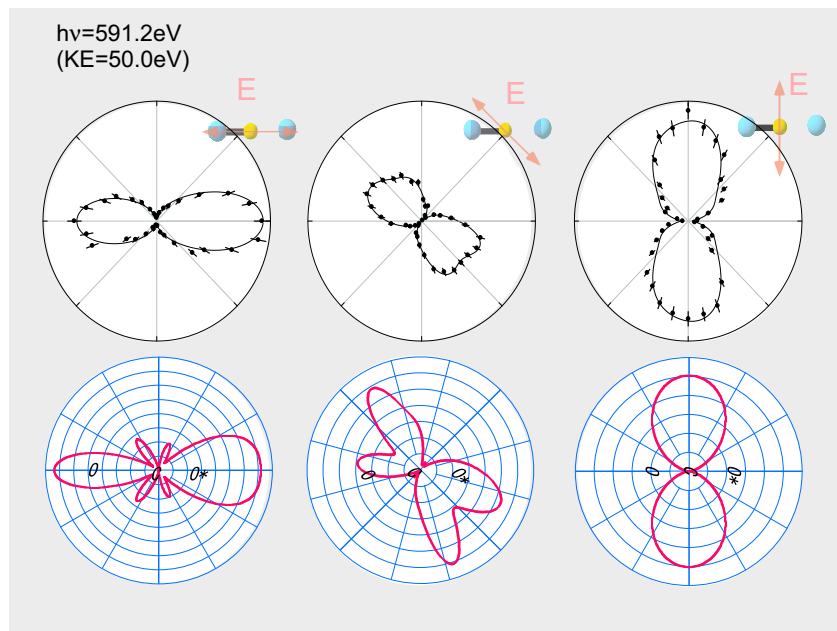 hν=591.2eV
(KE=50.0eV)
E
E
E
O C O*
O C O*
O C O*